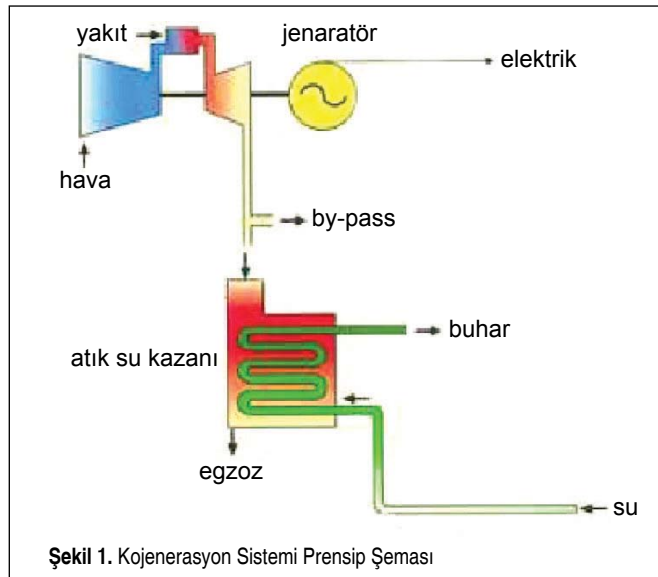 yakıt
jenaratör
elektrik
hava
by-pass
buhar
atık su kazanı
egzoz
su
Şekil 1. Kojenerasyon Sistemi Prensip Şeması